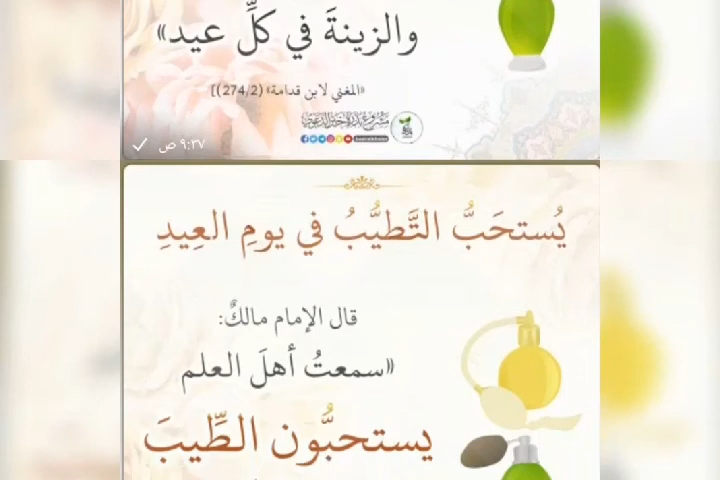 والزينةَ في كلِّ عيد»
«المغني لابن قدامة» (274/2)]
٩:٣٧ ص
يُستحَبُّ التَّطيُّبُ في يومِ العِيدِ
قال الإمام مالكٌ:
«سمعتُ أهلَ العلم
يستحبُّون الطِّيبَ